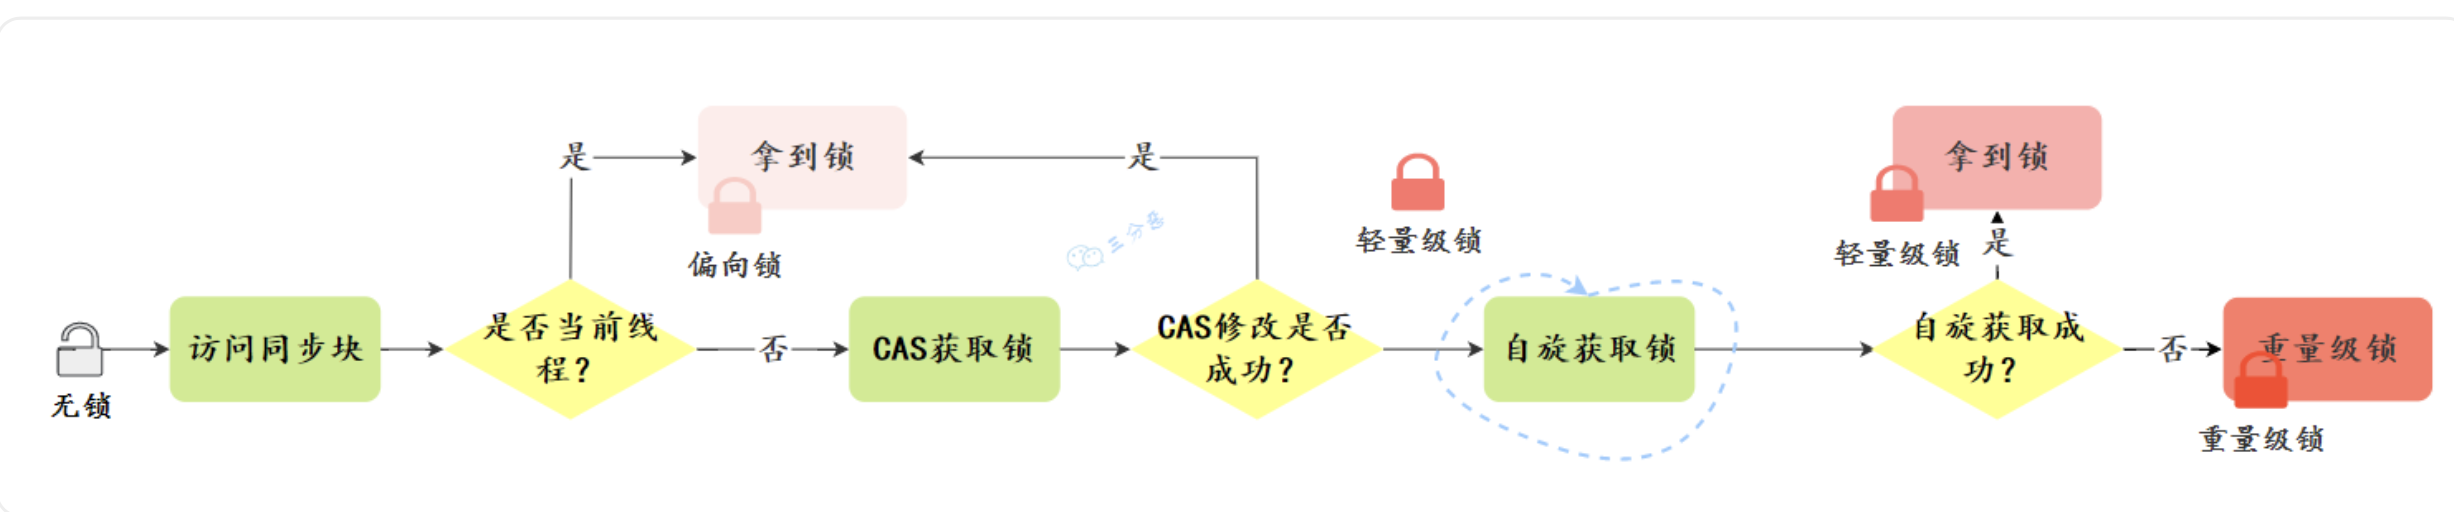 是
拿到锁
是
拿到锁
偏向锁
三分恶
轻量级锁
轻量级锁
是
无锁
访问同步块
是否当前线
程？
否
CAS获取锁
CAS修改是否
成功？
自旋获取锁
自旋获取成
功？
否
重量级锁
重量级锁